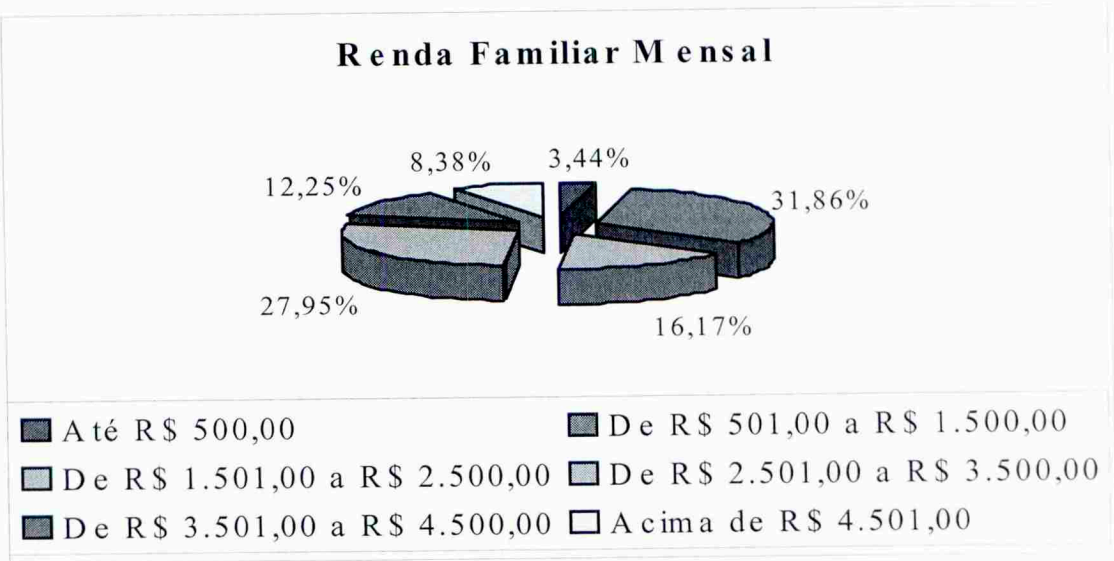 Renda Familiar Mensal
8,38% 3,44%
12,25% 31,86%
27,95% 16,17%
Até R$ 500,00 De R$ 501,00 a R$ 1.500,00
De R$ 1.501,00 a R$ 2.500,00 De R$ 2.501,00 a R$ 3.500,00
De R$ 3.501,00 a R$ 4.500,00 Acima de R$ 4.501,00